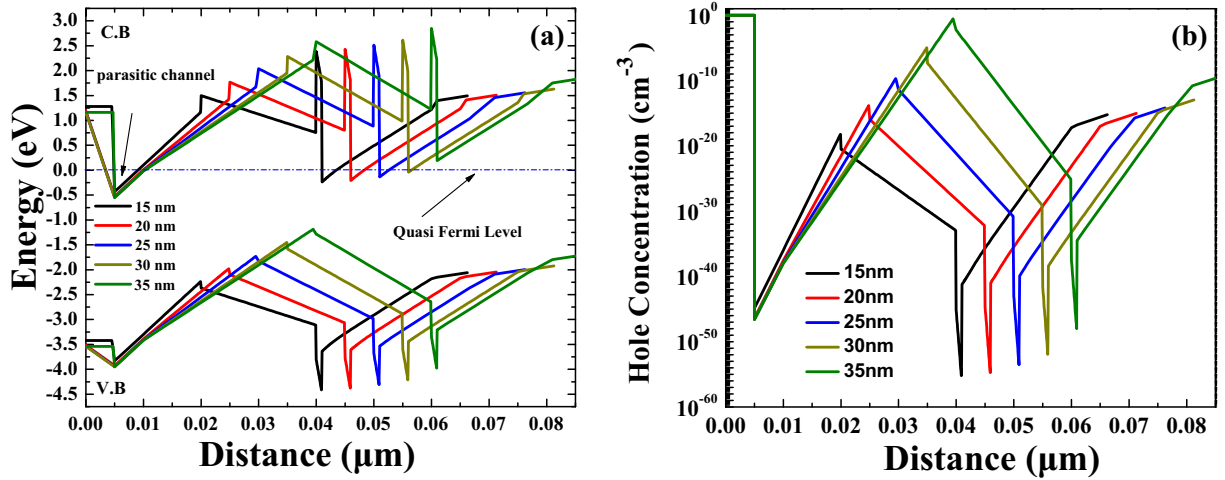 (a)
C.B
parasitic channel
Energy (eV)
3.0
2.5
2.0
1.5
1.0
0.5
0.0
-0.5
-1.0
-1.5
-2.0
-2.5
-3.0
-3.5
-4.0
-4.5
15 nm
20 nm
25 nm
30 nm
35 nm
Quasi Fermi Level
V.B
0.00 0.01 0.02 0.03 0.04 0.05 0.06 0.07 0.08
Distance (μm)
(b)
Hole Concentration (cm⁻³)
10⁰
10⁻¹⁰
10⁻²⁰
10⁻³⁰
10⁻⁴⁰
10⁻⁵⁰
10⁻⁶⁰
15nm
20nm
25nm
30nm
35nm
0.00 0.01 0.02 0.03 0.04 0.05 0.06 0.07 0.08
Distance (μm)